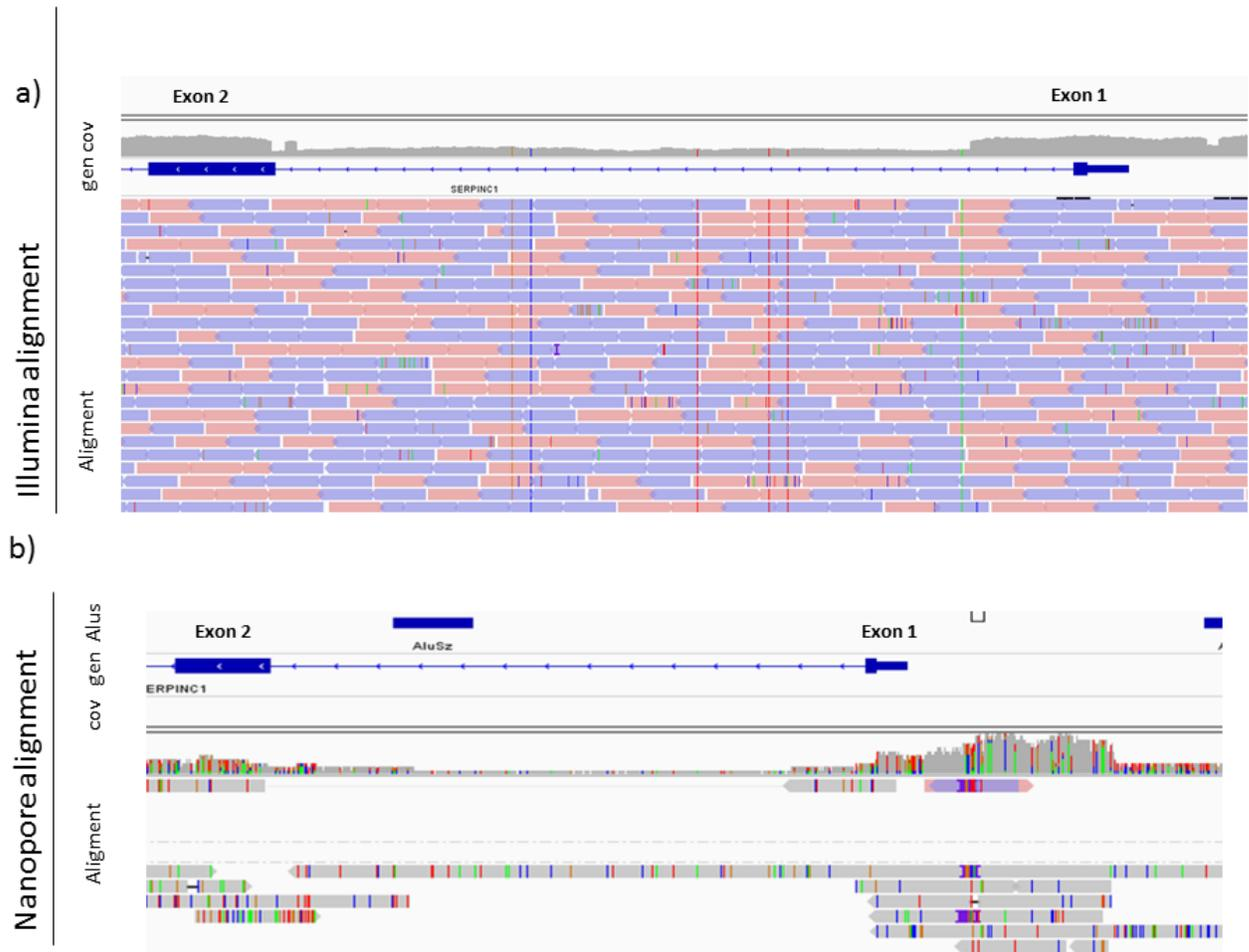 a)
Illumina alignment
gen cov
Aligment
Exon 2
Exon 1
SERPINC1
b)
Nanopore alignment
cov gen Alus
Aligment
Exon 2
Exon 1
AluSz
ERPINC1